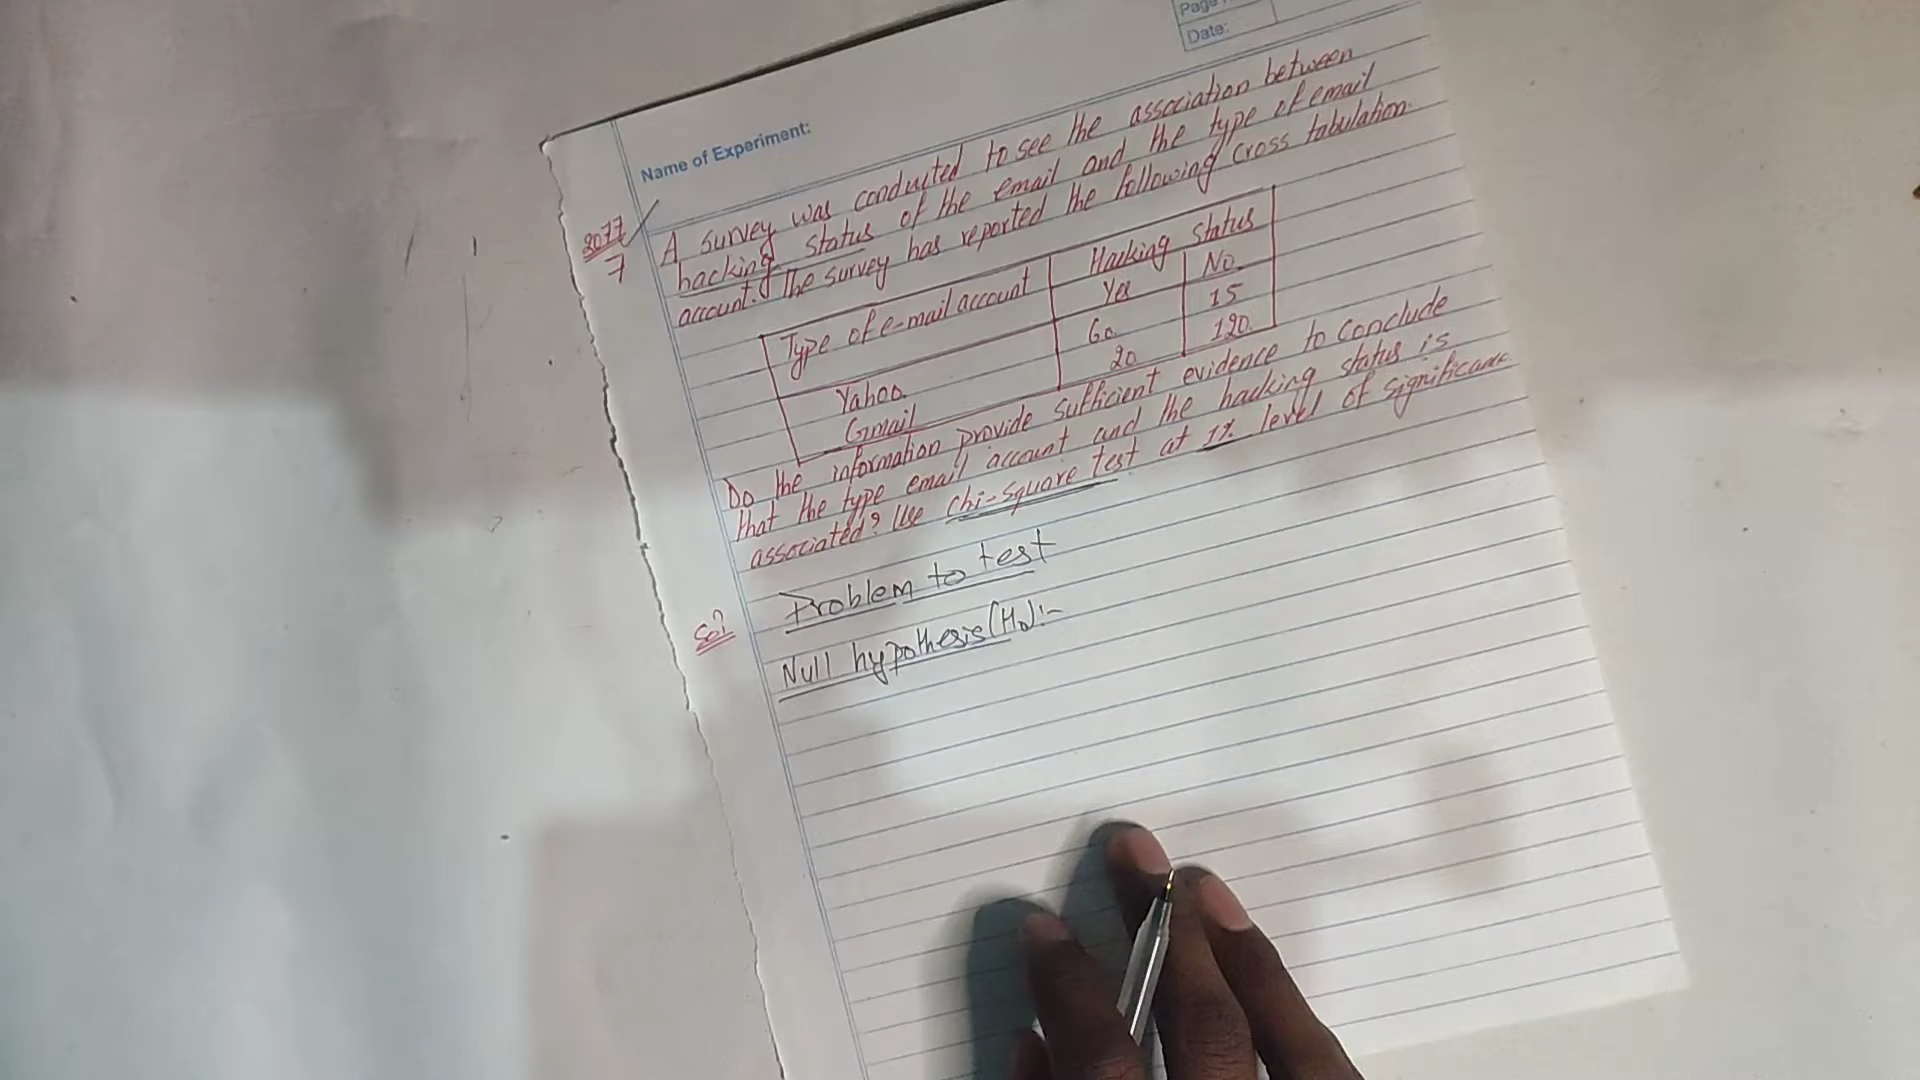 Page
Date:
Name of Experiment:
2077
7
A survey was conducted to see the association between
hacking status of the email and the type of email
account. The survey has reported the following cross tabulation.
Type of e-mail account
Hacking Status
Yes
No
Yahoo.
60
15
Gmail
20
120
Do the information provide sufficient evidence to conclude
that the type email account and the hacking status is
associated? Use Chi-Square test at 1% level of significance
Soln
Problem to test
Null hypothesis (H0):-